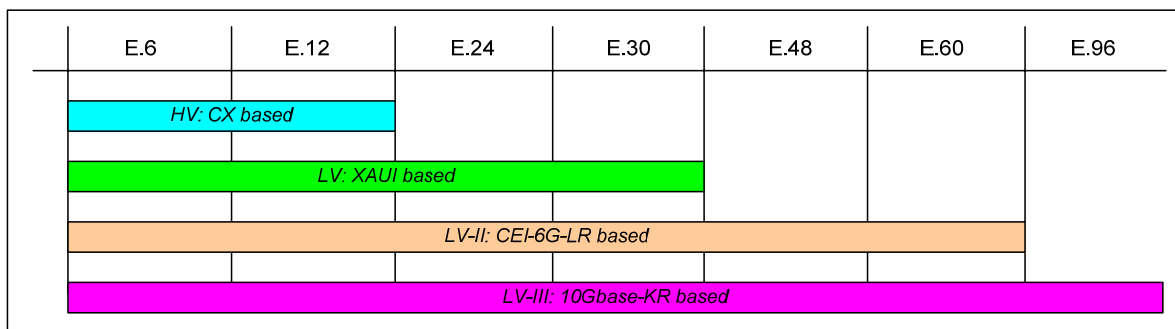 E.6 E.12 E.24 E.30 E.48 E.60 E.96
HV: CX based
LV: XAUI based
LV-II: CEI-6G-LR based
LV-III: 10Gbase-KR based